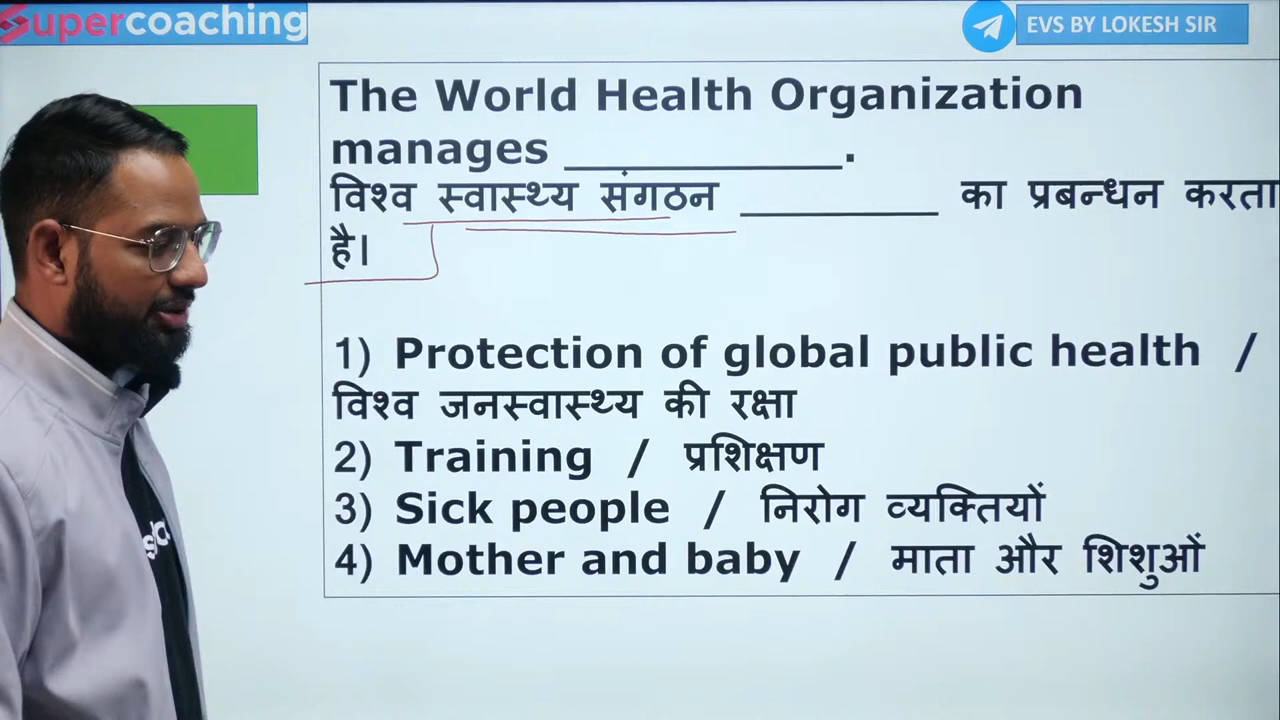 Supercoaching
EVS BY LOKESH SIR
The World Health Organization
manages ____________.
विश्व स्वास्थ्य संगठन _________ का प्रबन्धन करता
है।
1) Protection of global public health /
विश्व जनस्वास्थ्य की रक्षा
2) Training / प्रशिक्षण
3) Sick people / निरोग व्यक्तियों
4) Mother and baby / माता और शिशुओं